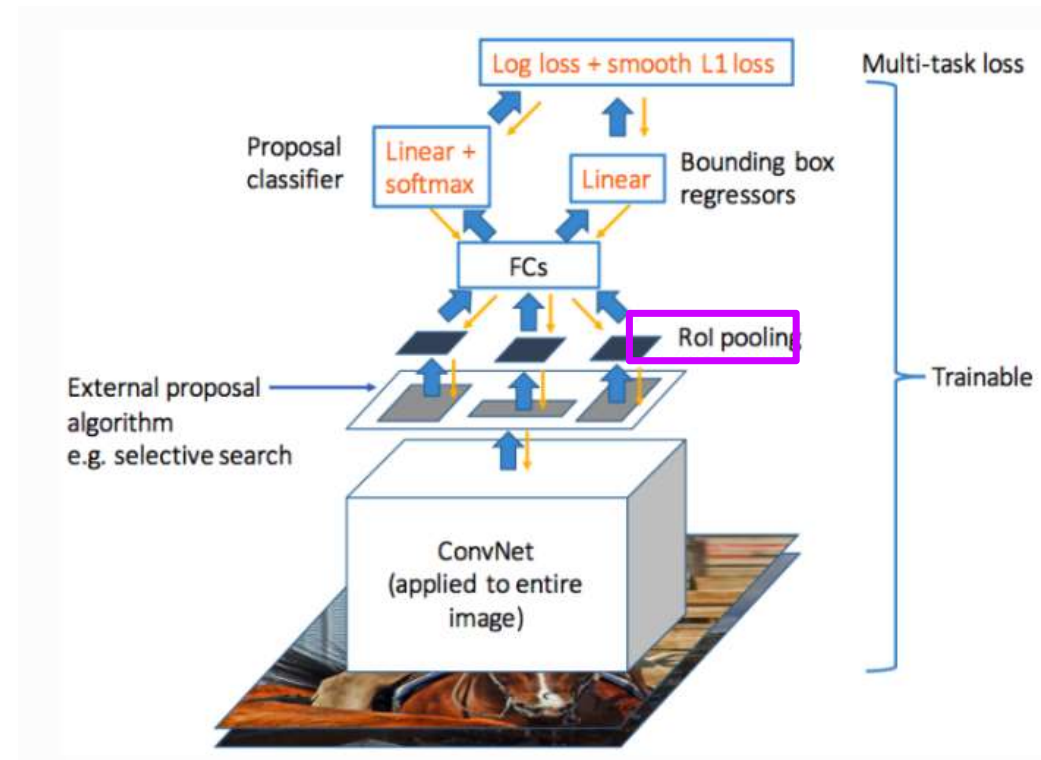 Log loss + smooth L1 loss
Multi-task loss
Proposal
classifier
Linear +
softmax
Linear
Bounding box
regressors
FCs
RoI pooling
External proposal
algorithm
e.g. selective search
Trainable
ConvNet
(applied to entire
image)